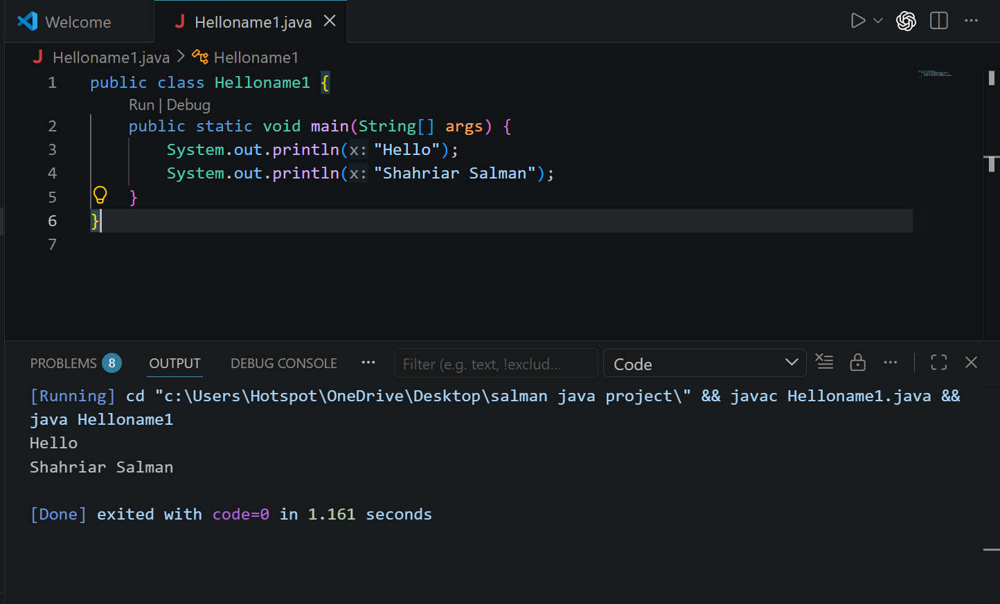 Welcome
J Helloname1.java
J Helloname1.java > Helloname1
1 public class Helloname1 {
Run | Debug
2 public static void main(String[] args) {
3 System.out.println(x: "Hello");
4 System.out.println(x: "Shahriar Salman");
5 }
6 }
7
PROBLEMS 8 OUTPUT DEBUG CONSOLE ··· Filter (e.g. text, !exclud... Code
[Running] cd "c:\Users\Hotspot\OneDrive\Desktop\salman java project\" && javac Helloname1.java &&
java Helloname1
Hello
Shahriar Salman
[Done] exited with code=0 in 1.161 seconds